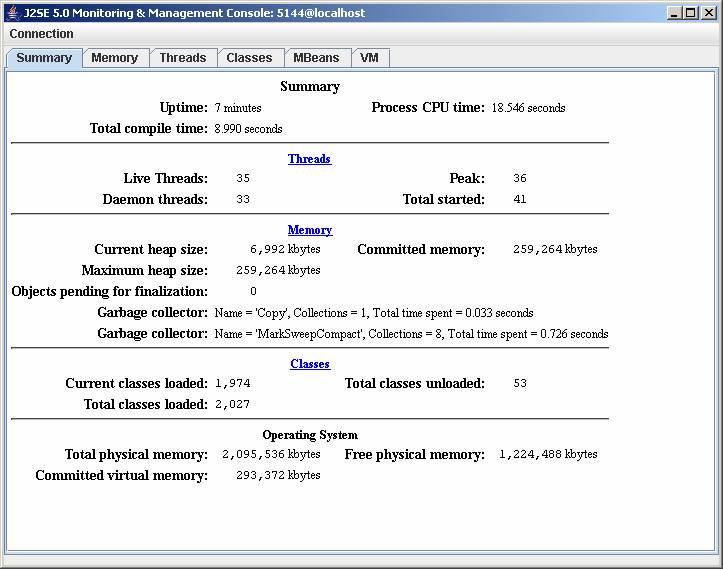 J2SE 5.0 Monitoring & Management Console: 5144@localhost
Connection
Summary Memory Threads Classes MBeans VM
Summary
Uptime: 7 minutes Process CPU time: 18.546 seconds
Total compile time: 8.990 seconds
Threads
Live Threads: 35 Peak: 36
Daemon threads: 33 Total started: 41
Memory
Current heap size: 6,992 kbytes Committed memory: 259,264 kbytes
Maximum heap size: 259,264 kbytes
Objects pending for finalization: 0
Garbage collector: Name = 'Copy', Collections = 1, Total time spent = 0.033 seconds
Garbage collector: Name = 'MarkSweepCompact', Collections = 8, Total time spent = 0.726 seconds
Classes
Current classes loaded: 1,974 Total classes unloaded: 53
Total classes loaded: 2,027
Operating System
Total physical memory: 2,095,536 kbytes Free physical memory: 1,224,488 kbytes
Committed virtual memory: 293,372 kbytes